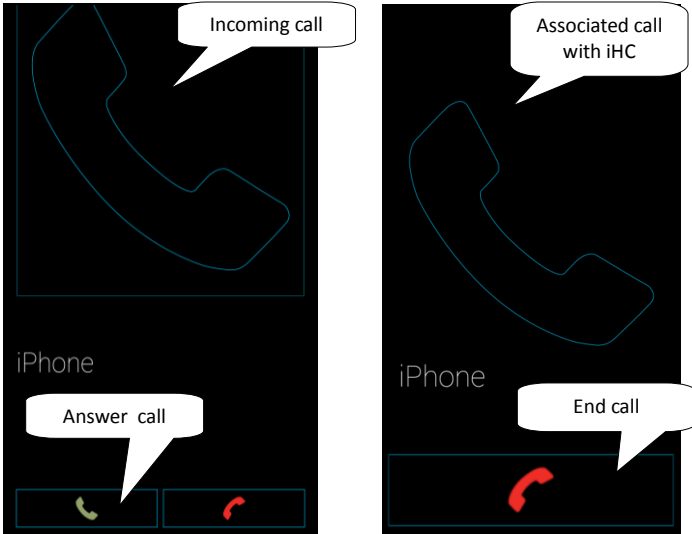 Incoming call
iPhone
Answer call
Associated call
with iHC
iPhone
End call